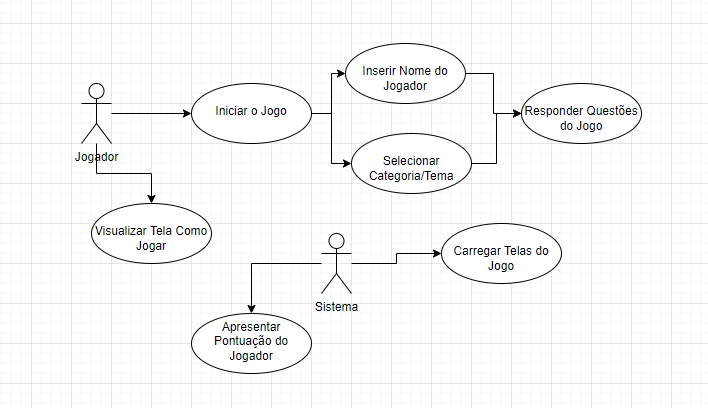 Inserir Nome do
Jogador
Iniciar o Jogo
Responder Questões
do Jogo
Jogador
Selecionar
Categoria/Tema
Visualizar Tela Como
Jogar
Carregar Telas do
Jogo
Sistema
Apresentar
Pontuação do
Jogador